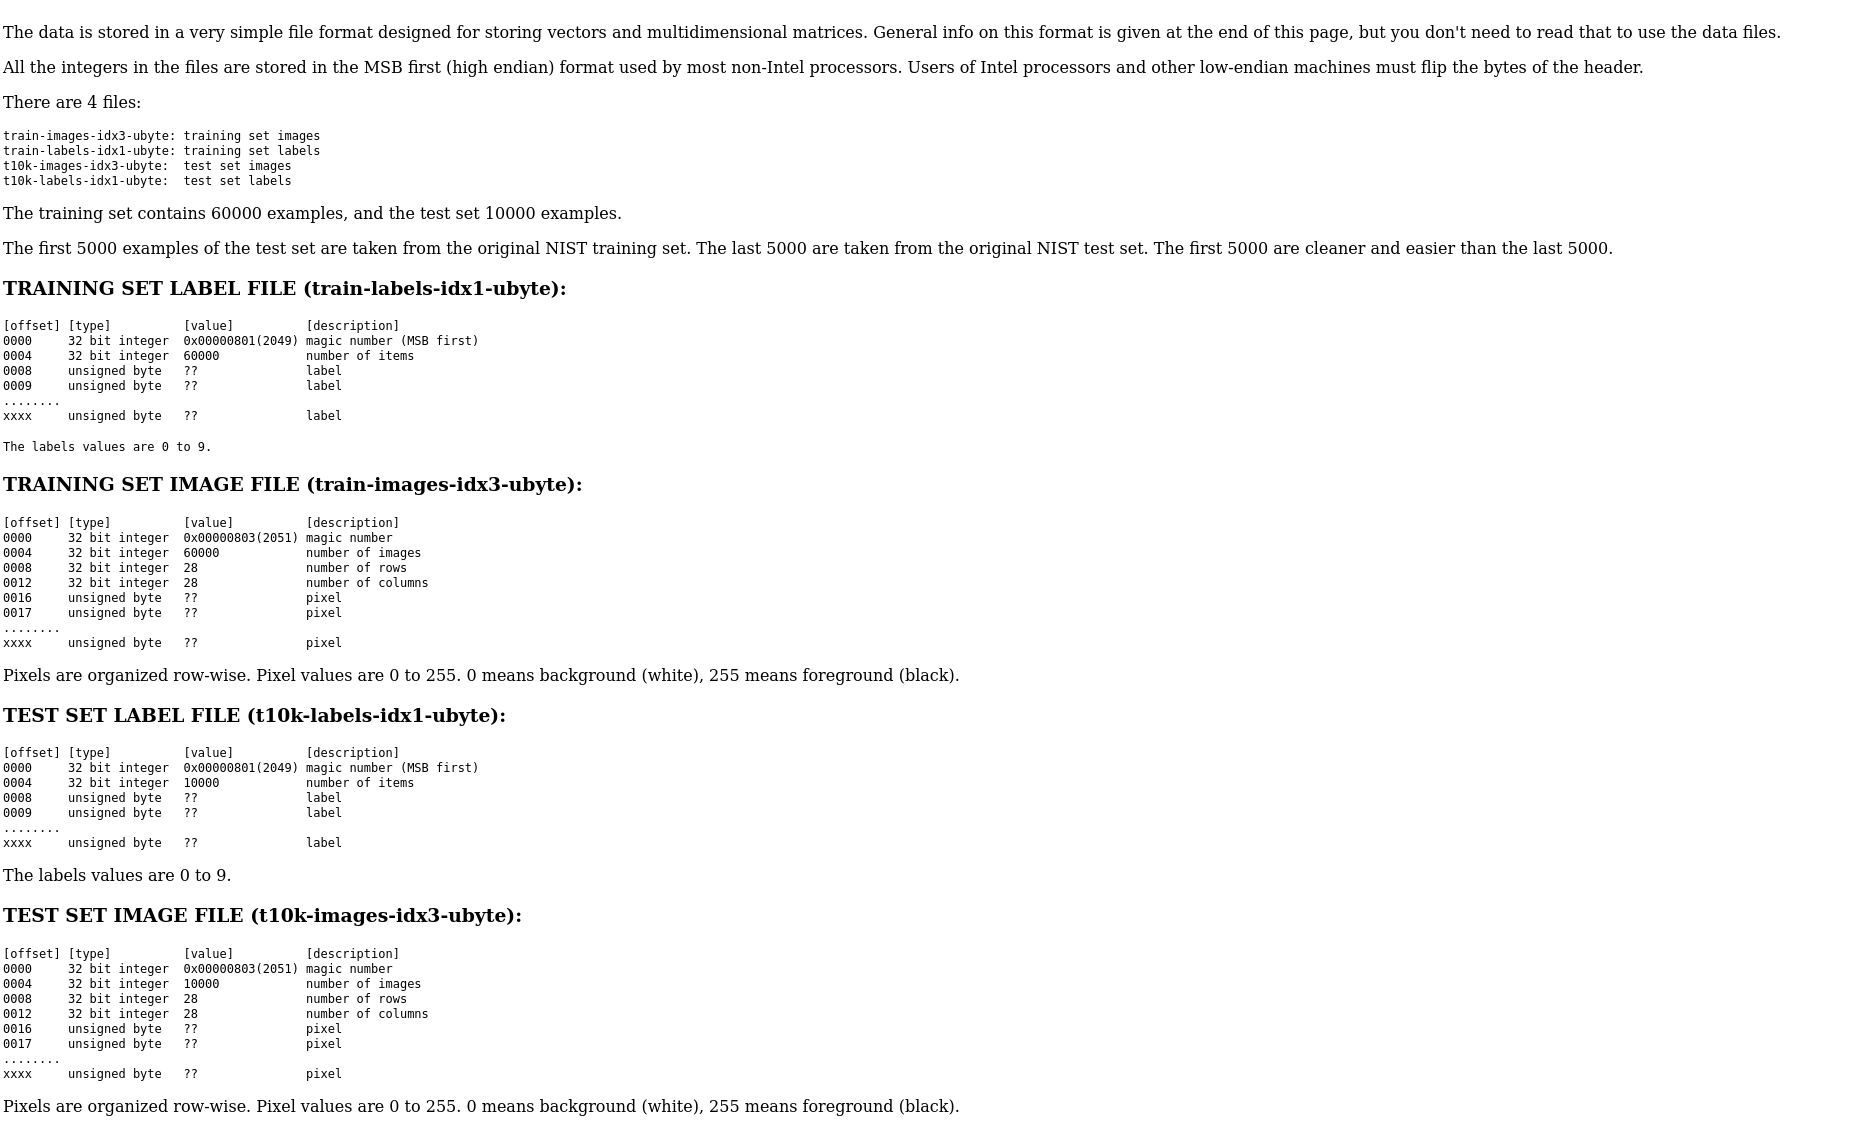 The data is stored in a very simple file format designed for storing vectors and multidimensional matrices. General info on this format is given at the end of this page, but you don't need to read that to use the data files.
All the integers in the files are stored in the MSB first (high endian) format used by most non-Intel processors. Users of Intel processors and other low-endian machines must flip the bytes of the header.
There are 4 files:
train-images-idx3-ubyte: training set images
train-labels-idx1-ubyte: training set labels
t10k-images-idx3-ubyte:  test set images
t10k-labels-idx1-ubyte:  test set labels
The training set contains 60000 examples, and the test set 10000 examples.
The first 5000 examples of the test set are taken from the original NIST training set. The last 5000 are taken from the original NIST test set. The first 5000 are cleaner and easier than the last 5000.
TRAINING SET LABEL FILE (train-labels-idx1-ubyte):
[offset] [type]          [value]          [description]
0000     32 bit integer  0x00000801(2049) magic number (MSB first)
0004     32 bit integer  60000            number of items
0008     unsigned byte   ??               label
0009     unsigned byte   ??               label
........
xxxx     unsigned byte   ??               label
The labels values are 0 to 9.
TRAINING SET IMAGE FILE (train-images-idx3-ubyte):
[offset] [type]          [value]          [description]
0000     32 bit integer  0x00000803(2051) magic number
0004     32 bit integer  60000            number of images
0008     32 bit integer  28               number of rows
0012     32 bit integer  28               number of columns
0016     unsigned byte   ??               pixel
0017     unsigned byte   ??               pixel
........
xxxx     unsigned byte   ??               pixel
Pixels are organized row-wise. Pixel values are 0 to 255. 0 means background (white), 255 means foreground (black).
TEST SET LABEL FILE (t10k-labels-idx1-ubyte):
[offset] [type]          [value]          [description]
0000     32 bit integer  0x00000801(2049) magic number (MSB first)
0004     32 bit integer  10000            number of items
0008     unsigned byte   ??               label
0009     unsigned byte   ??               label
........
xxxx     unsigned byte   ??               label
The labels values are 0 to 9.
TEST SET IMAGE FILE (t10k-images-idx3-ubyte):
[offset] [type]          [value]          [description]
0000     32 bit integer  0x00000803(2051) magic number
0004     32 bit integer  10000            number of images
0008     32 bit integer  28               number of rows
0012     32 bit integer  28               number of columns
0016     unsigned byte   ??               pixel
0017     unsigned byte   ??               pixel
........
xxxx     unsigned byte   ??               pixel
Pixels are organized row-wise. Pixel values are 0 to 255. 0 means background (white), 255 means foreground (black).